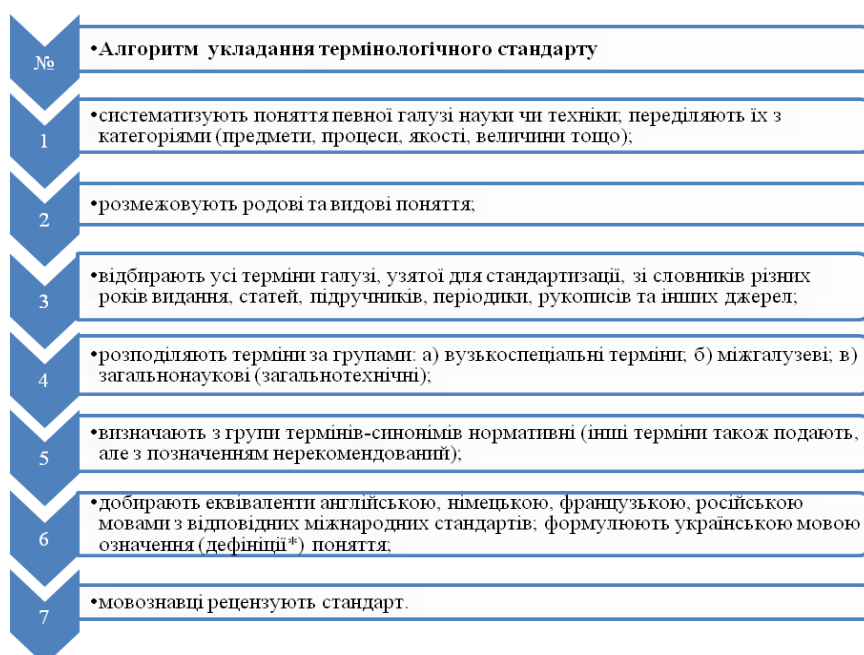 №
•Алгоритм укладання термінологічного стандарту
1
•систематизують поняття певної галузі науки чи техніки; переділяють їх з
категоріями (предмети, процеси, якості, величини тощо);
2
•розмежовують родові та видові поняття;
3
•відбирають усі терміни галузі, узятої для стандартизації, зі словників різних
років видання, статей, підручників, періодики, рукописів та інших джерел;
4
•розподіляють терміни за групами: а) вузькоспеціальні терміни; б) міжгалузеві; в)
загальнонаукові (загальнотехнічні);
5
•визначають з групи термінів-синонімів нормативні (інші терміни також подають,
але з позначенням нерекомендований);
6
•добирають еквіваленти англійською, німецькою, французькою, російською
мовами з відповідних міжнародних стандартів; формулюють українською мовою
означення (дефініції*) поняття;
7
•мовознавці рецензують стандарт.